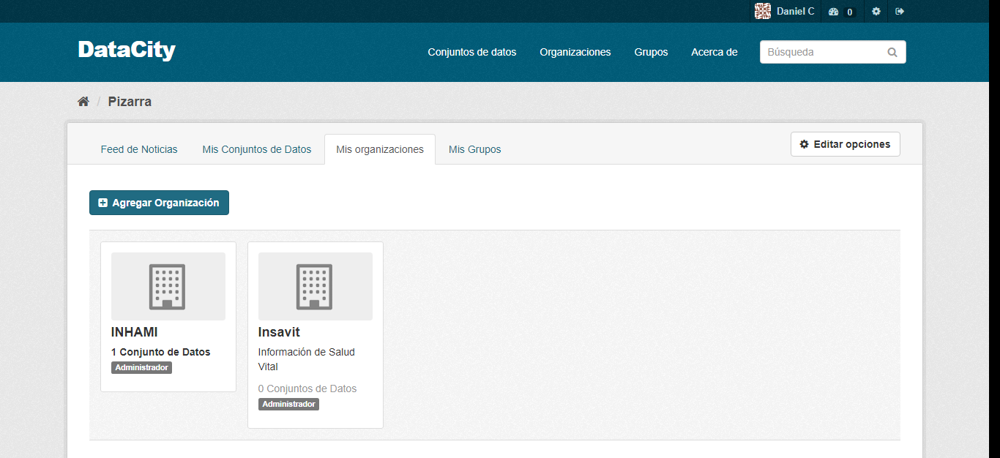 Daniel C 0
DataCity
Conjuntos de datos Organizaciones Grupos Acerca de Búsqueda
/ Pizarra
Feed de Noticias Mis Conjuntos de Datos Mis organizaciones Mis Grupos Editar opciones
Agregar Organización
INHAMI
1 Conjunto de Datos
Administrador
Insavit
Información de Salud
Vital
0 Conjuntos de Datos
Administrador